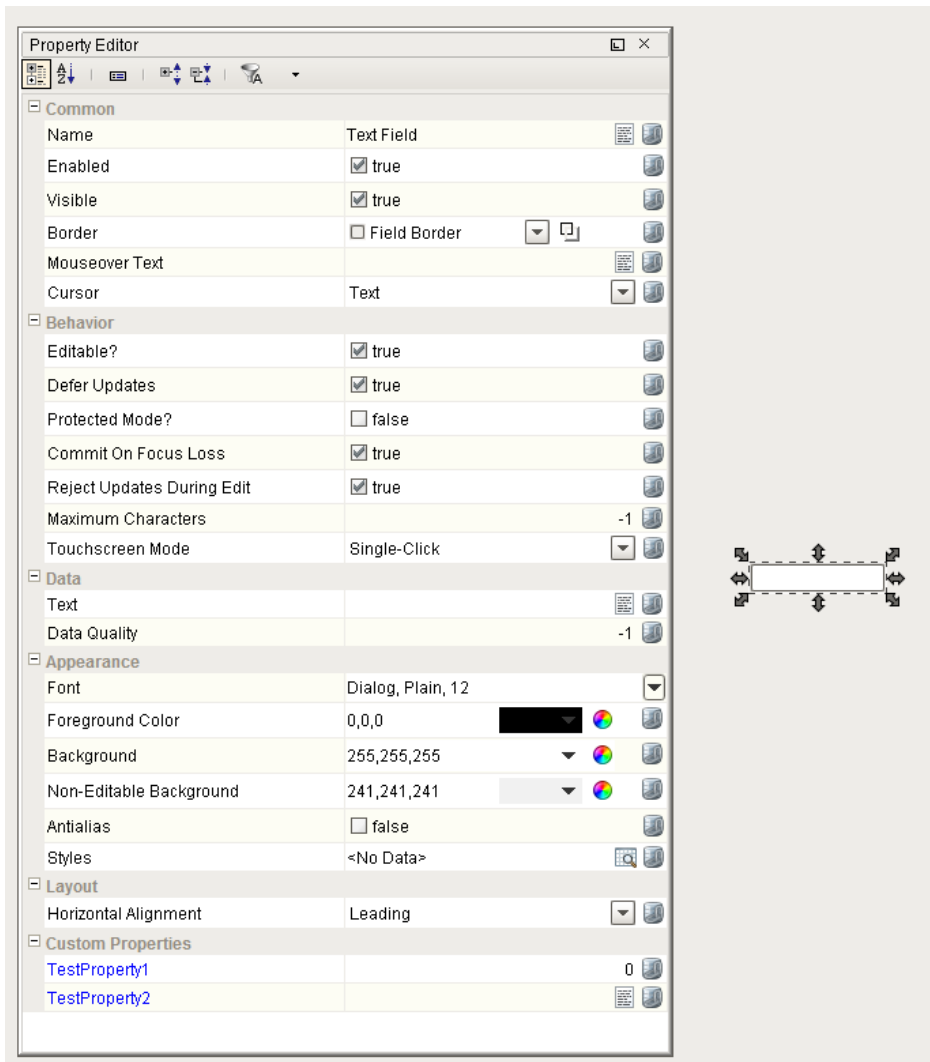 Property Editor
Common
Name Text Field
Enabled true
Visible true
Border Field Border
Mouseover Text
Cursor Text
Behavior
Editable? true
Defer Updates true
Protected Mode? false
Commit On Focus Loss true
Reject Updates During Edit true
Maximum Characters -1
Touchscreen Mode Single-Click
Data
Text
Data Quality -1
Appearance
Font Dialog, Plain, 12
Foreground Color 0,0,0
Background 255,255,255
Non-Editable Background 241,241,241
Antialias false
Styles <No Data>
Layout
Horizontal Alignment Leading
Custom Properties
TestProperty1 0
TestProperty2